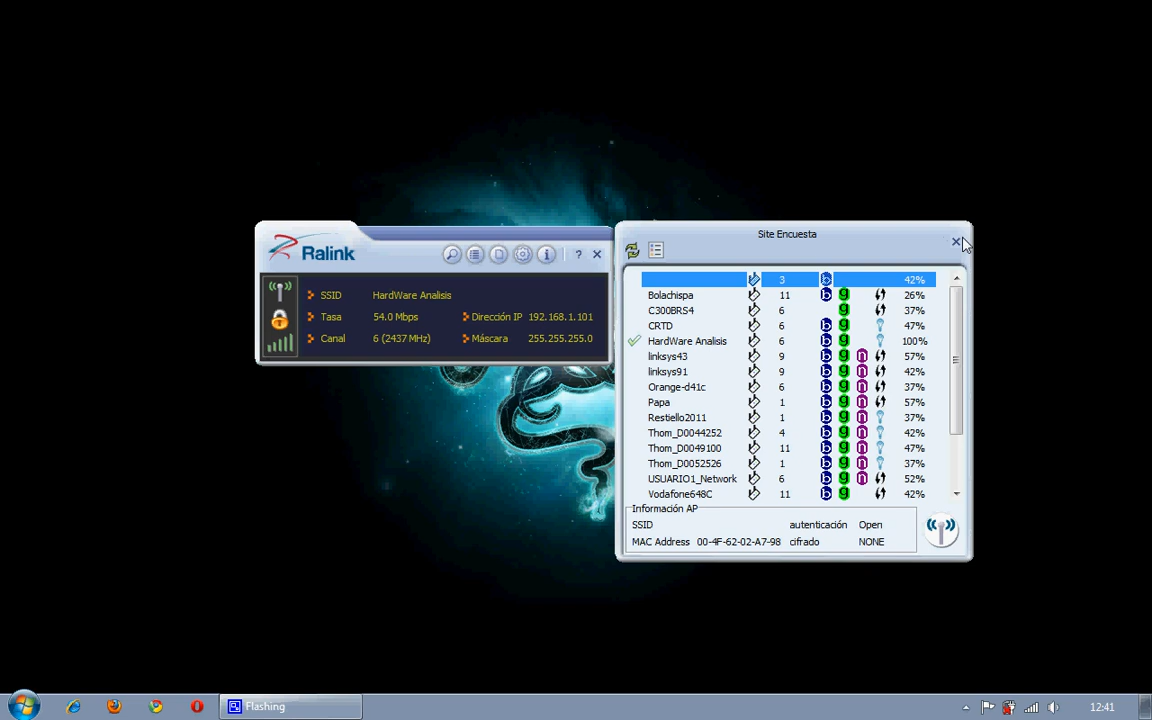 Ralink
? ×
SSID HardWare Analisis
Tasa 54.0 Mbps Dirección IP 192.168.1.101
Canal 6 (2437 MHz) Máscara 255.255.255.0
Site Encuesta
3 b 42%
Bolachispa 11 b g 26%
C300BRS4 6 g 37%
CRTD 6 b g 47%
HardWare Analisis 6 b g 100%
linksys43 9 b g n 57%
linksys91 9 b g n 42%
Orange-d41c 6 b g n 37%
Papa 1 b g n 57%
Restiello2011 1 b g n 37%
Thom_D0044252 4 b g n 42%
Thom_D0049100 11 b g n 47%
Thom_D0052526 1 b g n 37%
USUARIO1_Network 6 b g n 52%
Vodafone648C 11 b g 42%
Información AP
SSID autenticación Open
MAC Address 00-4F-62-02-A7-98 cifrado NONE
Flashing
12:41